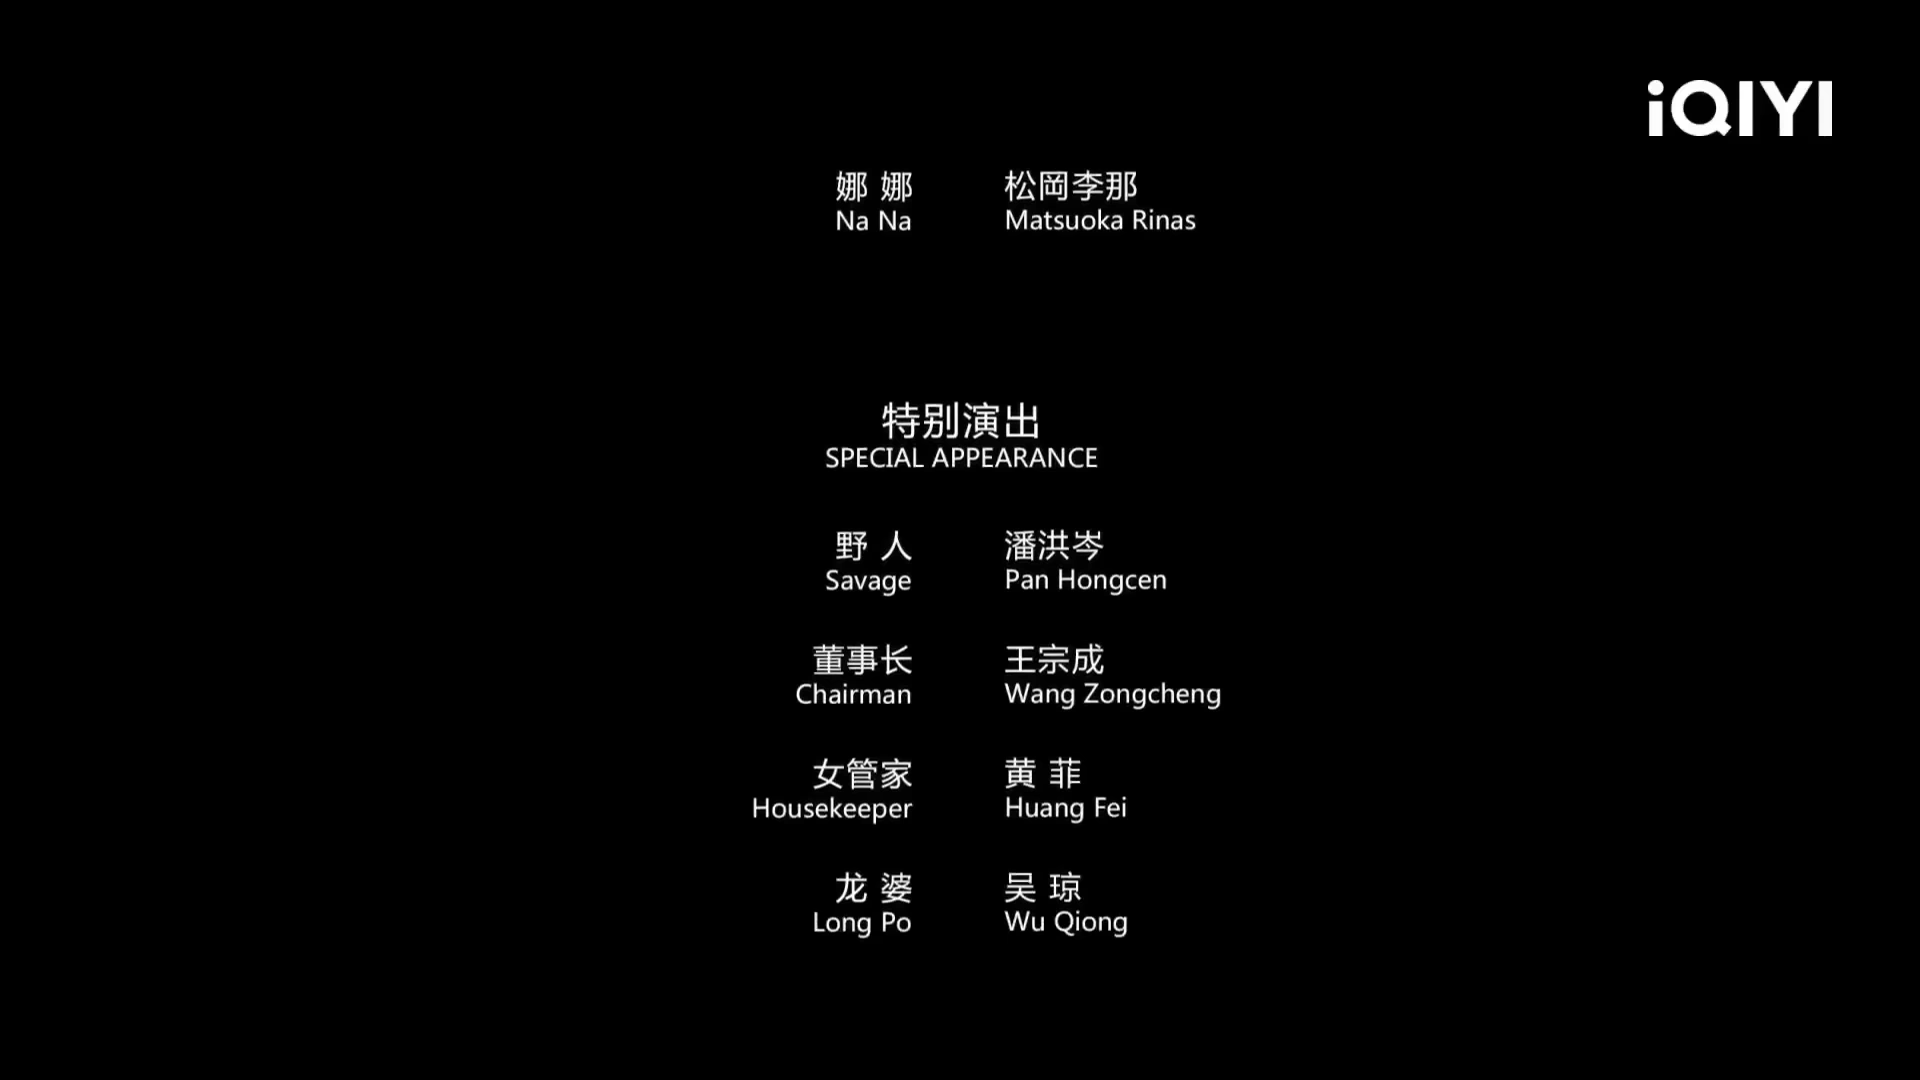 iQIYI
娜 娜 松岡李那
Na Na Matsuoka Rinas
特别演出
SPECIAL APPEARANCE
野 人 潘洪岑
Savage Pan Hongcen
董事长 王宗成
Chairman Wang Zongcheng
女管家 黄 菲
Housekeeper Huang Fei
龙 婆 吴 琼
Long Po Wu Qiong